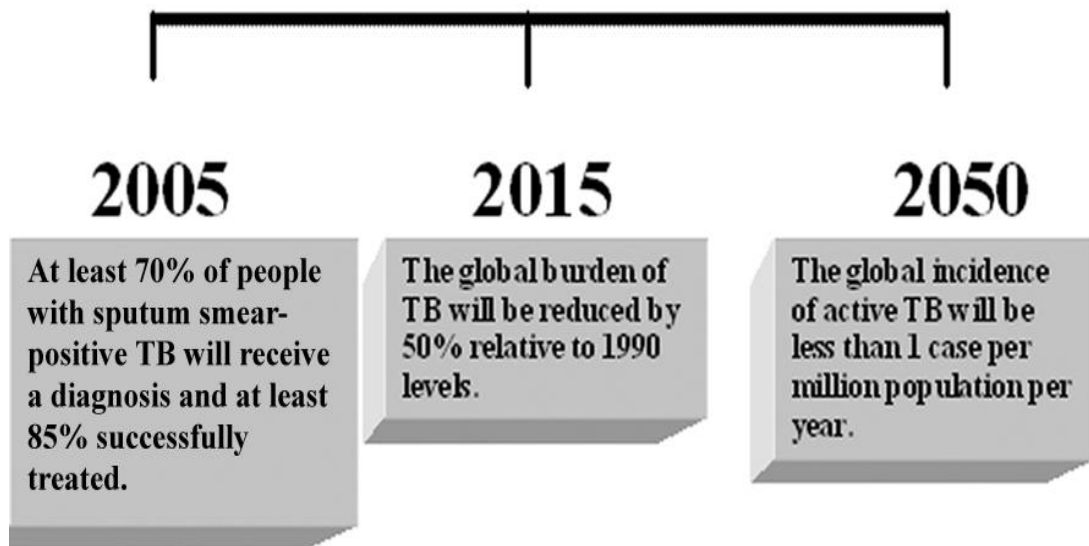 2005
At least 70% of people
with sputum smear-
positive TB will receive
a diagnosis and at least
85% successfully
treated.
2015
The global burden of
TB will be reduced by
50% relative to 1990
levels.
2050
The global incidence
of active TB will be
less than 1 case per
million population per
year.